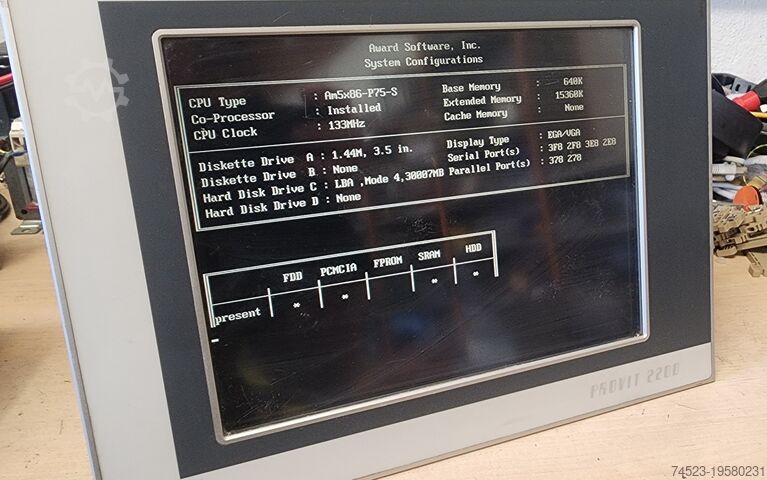 Award Software, Inc.
System Configurations
CPU Type : Am5x86-P75-S
Co-Processor : Installed
CPU Clock : 133MHz
Base Memory : 640K
Extended Memory : 15360K
Cache Memory : None
Diskette Drive A : 1.44M, 3.5 in.
Diskette Drive B : None
Hard Disk Drive C : LBA ,Mode 4,30007MB
Hard Disk Drive D : None
Display Type : EGA/VGA
Serial Port(s) : 3F8 2F8 3E8 2E8
Parallel Port(s) : 378 278
FDD PCMCIA FPROM SRAM HDD
present * * * *
PROVIT 2200
74523-19580231